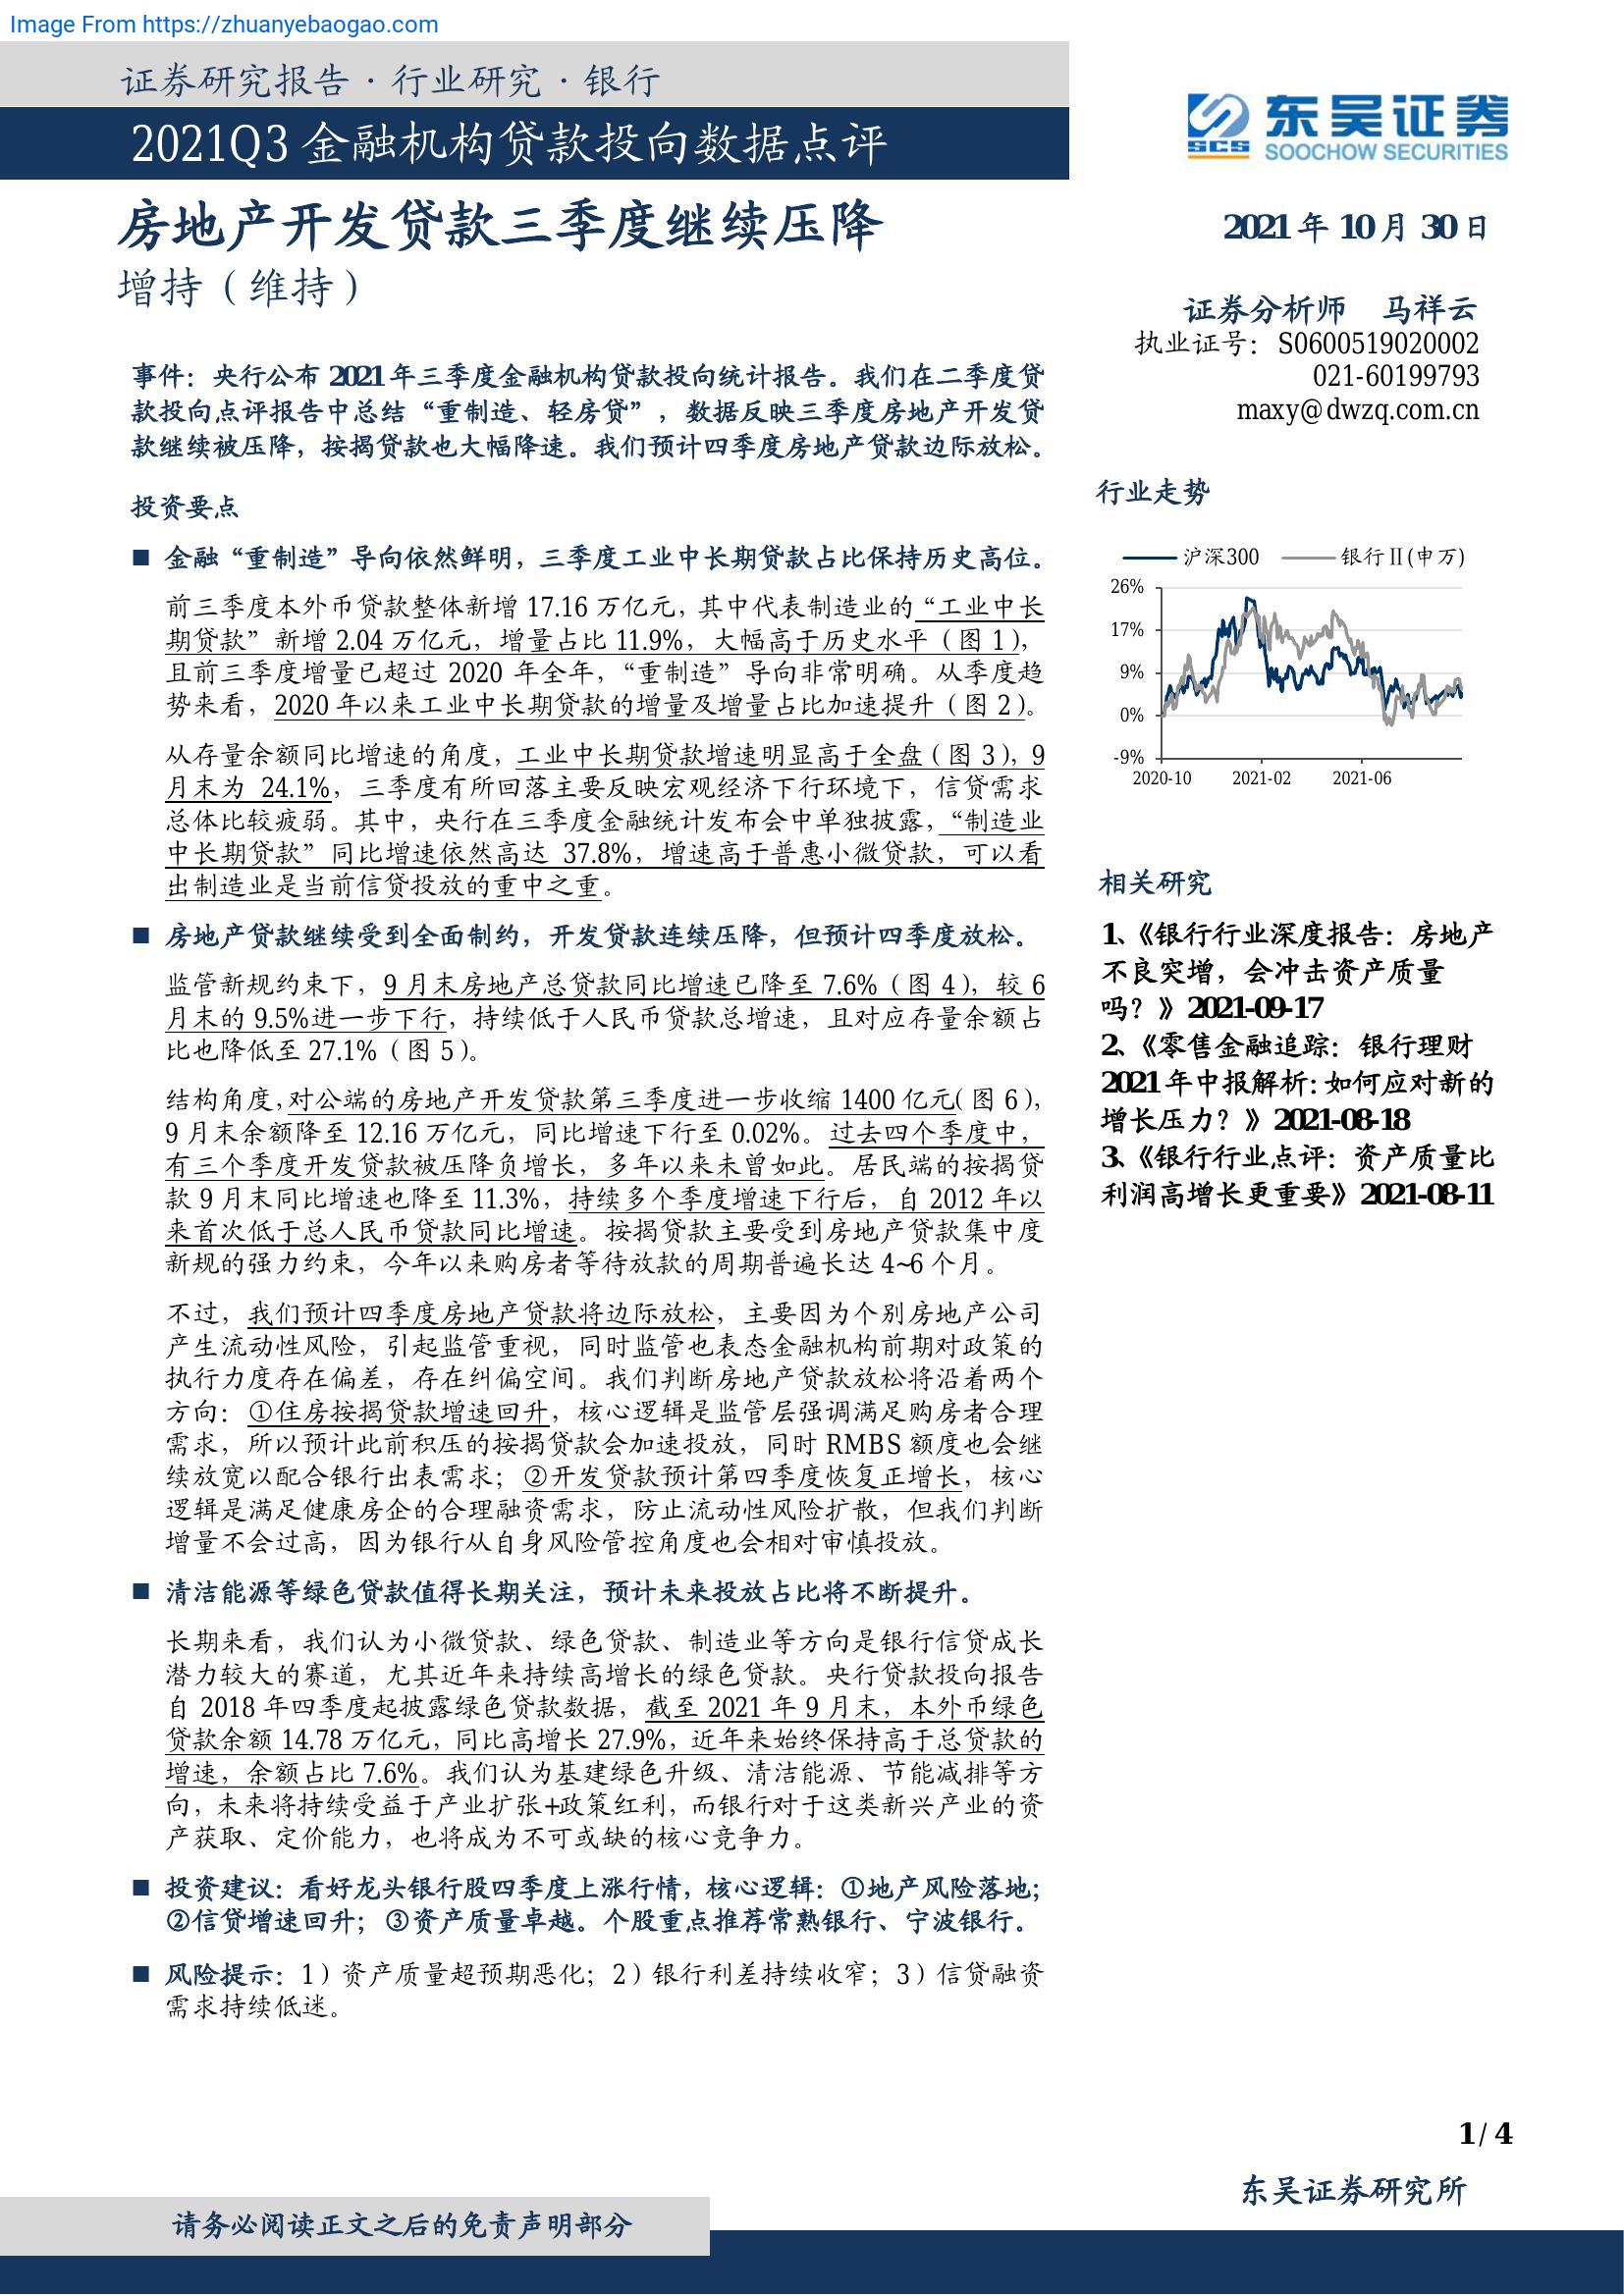 Image From https://zhuanyebaogao.com
证券研究报告 · 行业研究 · 银行
2021Q3 金融机构贷款投向数据点评
东吴证券
SCS
SOOCHOW SECURITIES
房地产开发贷款三季度继续压降
增持（维持）
2021 年 10 月 30 日
证券分析师 马祥云
执业证号：S0600519020002
021-60199793
maxy@dwzq.com.cn
事件：央行公布 2021 年三季度金融机构贷款投向统计报告。我们在二季度贷
款投向点评报告中总结“重制造、轻房贷”，数据反映三季度房地产开发贷
款继续被压降，按揭贷款也大幅降速。我们预计四季度房地产贷款边际放松。
投资要点
■ 金融“重制造”导向依然鲜明，三季度工业中长期贷款占比保持历史高位。
前三季度本外币贷款整体新增 17.16 万亿元，其中代表制造业的“工业中长
期贷款”新增 2.04 万亿元，增量占比 11.9%，大幅高于历史水平（图 1），
且前三季度增量已超过 2020 年全年，“重制造”导向非常明确。从季度趋
势来看，2020 年以来工业中长期贷款的增量及增量占比加速提升（图 2）。
从存量余额同比增速的角度，工业中长期贷款增速明显高于全盘（图 3），9
月末为 24.1%，三季度有所回落主要反映宏观经济下行环境下，信贷需求
总体比较疲弱。其中，央行在三季度金融统计发布会中单独披露，“制造业
中长期贷款”同比增速依然高达 37.8%，增速高于普惠小微贷款，可以看
出制造业是当前信贷投放的重中之重。
■ 房地产贷款继续受到全面制约，开发贷款连续压降，但预计四季度放松。
监管新规约束下，9 月末房地产总贷款同比增速已降至 7.6%（图 4），较 6
月末的 9.5%进一步下行，持续低于人民币贷款总增速，且对应存量余额占
比也降低至 27.1%（图 5）。
结构角度，对公端的房地产开发贷款第三季度进一步收缩 1400 亿元（图 6），
9 月末余额降至 12.16 万亿元，同比增速下行至 0.02%。过去四个季度中，
有三个季度开发贷款被压降负增长，多年以来未曾如此。居民端的按揭贷
款 9 月末同比增速也降至 11.3%，持续多个季度增速下行后，自 2012 年以
来首次低于总人民币贷款同比增速。按揭贷款主要受到房地产贷款集中度
新规的强力约束，今年以来购房者等待放款的周期普遍长达 4~6 个月。
不过，我们预计四季度房地产贷款将边际放松，主要因为个别房地产公司
产生流动性风险，引起监管重视，同时监管也表态金融机构前期对政策的
执行力度存在偏差，存在纠偏空间。我们判断房地产贷款放松将沿着两个
方向：①住房按揭贷款增速回升，核心逻辑是监管层强调满足购房者合理
需求，所以预计此前积压的按揭贷款会加速投放，同时 RMBS 额度也会继
续放宽以配合银行出表需求；②开发贷款预计第四季度恢复正增长，核心
逻辑是满足健康房企的合理融资需求，防止流动性风险扩散，但我们判断
增量不会过高，因为银行从自身风险管控角度也会相对审慎投放。
■ 清洁能源等绿色贷款值得长期关注，预计未来投放占比将不断提升。
长期来看，我们认为小微贷款、绿色贷款、制造业等方向是银行信贷成长
潜力较大的赛道，尤其近年来持续高增长的绿色贷款。央行贷款投向报告
自 2018 年四季度起披露绿色贷款数据，截至 2021 年 9 月末，本外币绿色
贷款余额 14.78 万亿元，同比高增长 27.9%，近年来始终保持高于总贷款的
增速，余额占比 7.6%。我们认为基建绿色升级、清洁能源、节能减排等方
向，未来将持续受益于产业扩张+政策红利，而银行对于这类新兴产业的资
产获取、定价能力，也将成为不可或缺的核心竞争力。
■ 投资建议：看好龙头银行股四季度上涨行情，核心逻辑：①地产风险落地；
②信贷增速回升；③资产质量卓越。个股重点推荐常熟银行、宁波银行。
■ 风险提示：1）资产质量超预期恶化；2）银行利差持续收窄；3）信贷融资
需求持续低迷。
行业走势
沪深300 银行Ⅱ(申万)
26%
17%
9%
0%
-9%
2020-10 2021-02 2021-06
相关研究
1、《银行行业深度报告：房地产
不良突增，会冲击资产质量
吗？》2021-09-17
2、《零售金融追踪：银行理财
2021 年中报解析：如何应对新的
增长压力？》2021-08-18
3、《银行行业点评：资产质量比
利润高增长更重要》2021-08-11
1 / 4
东吴证券研究所
请务必阅读正文之后的免责声明部分